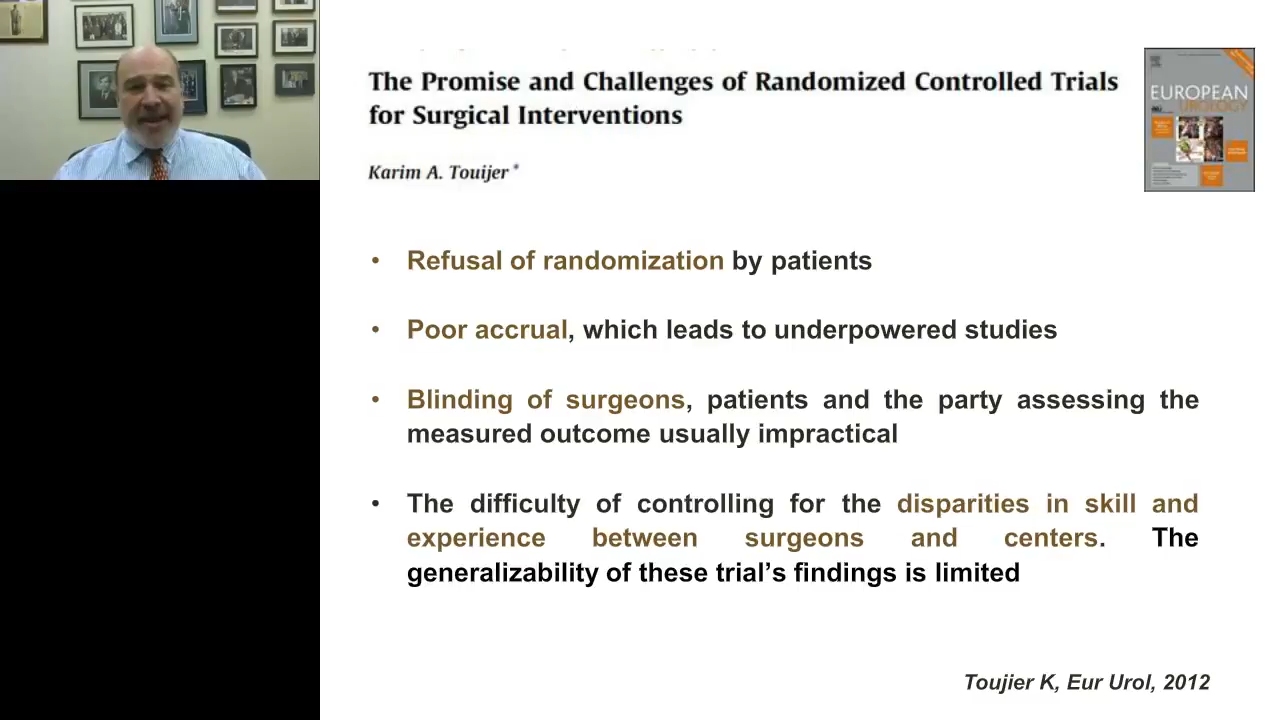 The Promise and Challenges of Randomized Controlled Trials
for Surgical Interventions
Karim A. Touijer *
EUROPEAN
UROLOGY
• Refusal of randomization by patients
• Poor accrual, which leads to underpowered studies
• Blinding of surgeons, patients and the party assessing the
measured outcome usually impractical
• The difficulty of controlling for the disparities in skill and
experience between surgeons and centers. The
generalizability of these trial's findings is limited
Toujier K, Eur Urol, 2012